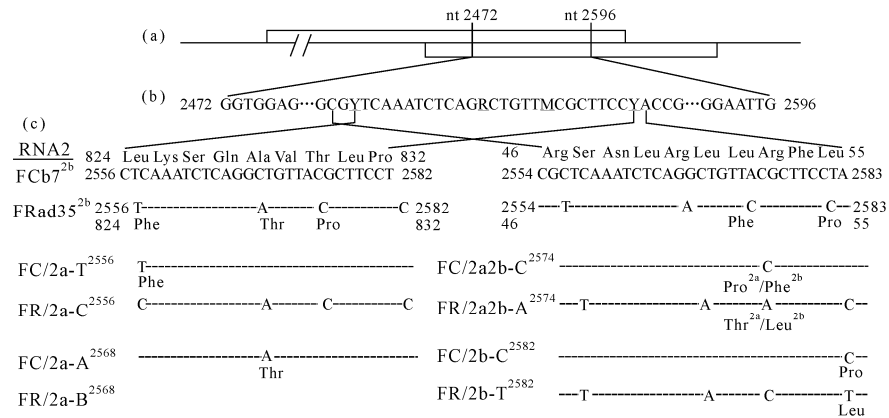 nt 2472 nt 2596
(a)
(b) 2472 GGTGGAG···GCGYTCAAATCTCAGRCTGTTMCGCTTCCYACCG···GGAATTG 2596
(c)
RNA2 824 Leu Lys Ser Gln Ala Val Thr Leu Pro 832 46 Arg Ser Asn Leu Arg Leu Leu Arg Phe Leu 55
FCb7^2b 2556 CTCAAATCTCAGGCTGTTACGCTTCCT 2582 2554 CGCTCAAATCTCAGGCTGTTACGCTTCCTA 2583
FRad35^2b 2556 T A C C 2582 2554 T A C C 2583
824 Phe Thr Pro 832 46 Phe Pro 55
FC/2a-T^2556 T FC/2a2b-C^2574 C
Phe Pro^2a/Phe^2b
FR/2a-C^2556 C A C C FR/2a2b-A^2574 T A A C
Thr^2a/Leu^2b
FC/2a-A^2568 A FC/2b-C^2582 C
Thr Pro
FR/2a-B^2568 FR/2b-T^2582 T A C T
Leu